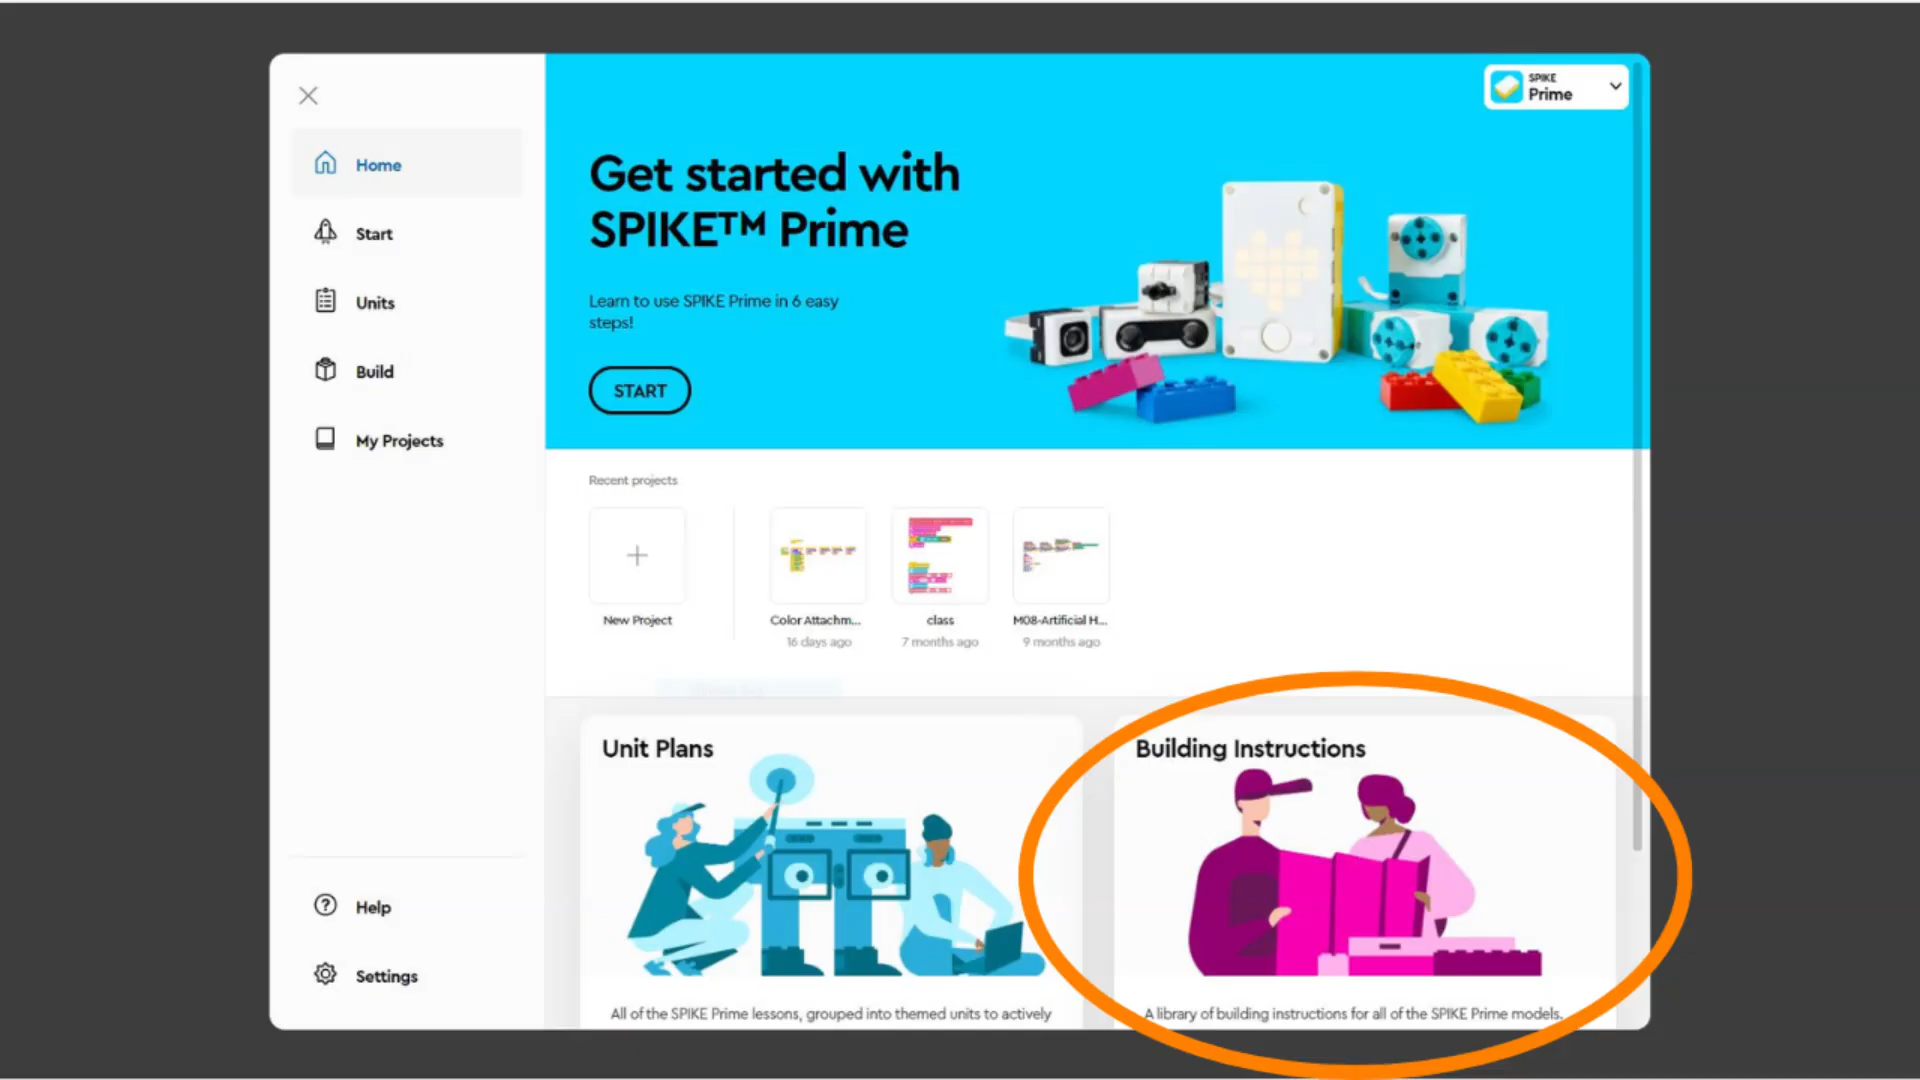 SPIKE
Prime
Home
Start
Units
Build
My Projects
Help
Settings
Get started with
SPIKE™ Prime
Learn to use SPIKE Prime in 6 easy
steps!
START
Recent projects
New Project
Color Attachm...
16 days ago
class
7 months ago
M08-Artificial H...
9 months ago
Unit Plans
All of the SPIKE Prime lessons, grouped into themed units to actively
Building Instructions
A library of building instructions for all of the SPIKE Prime models.